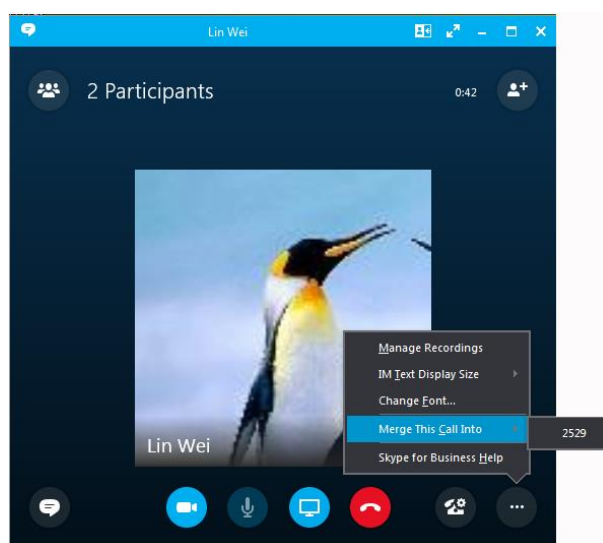 Lin Wei
2 Participants
0:42
Lin Wei
Manage Recordings
IM Text Display Size
Change Font...
Merge This Call Into
2529
Skype for Business Help